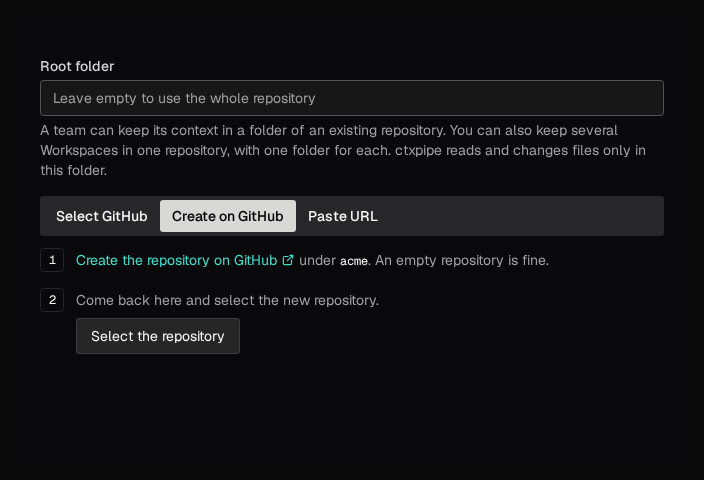 Root folder
Leave empty to use the whole repository
A team can keep its context in a folder of an existing repository. You can also keep several
Workspaces in one repository, with one folder for each. ctxpipe reads and changes files only in
this folder.
Select GitHub Create on GitHub Paste URL
1 Create the repository on GitHub under acme. An empty repository is fine.
2 Come back here and select the new repository.
Select the repository